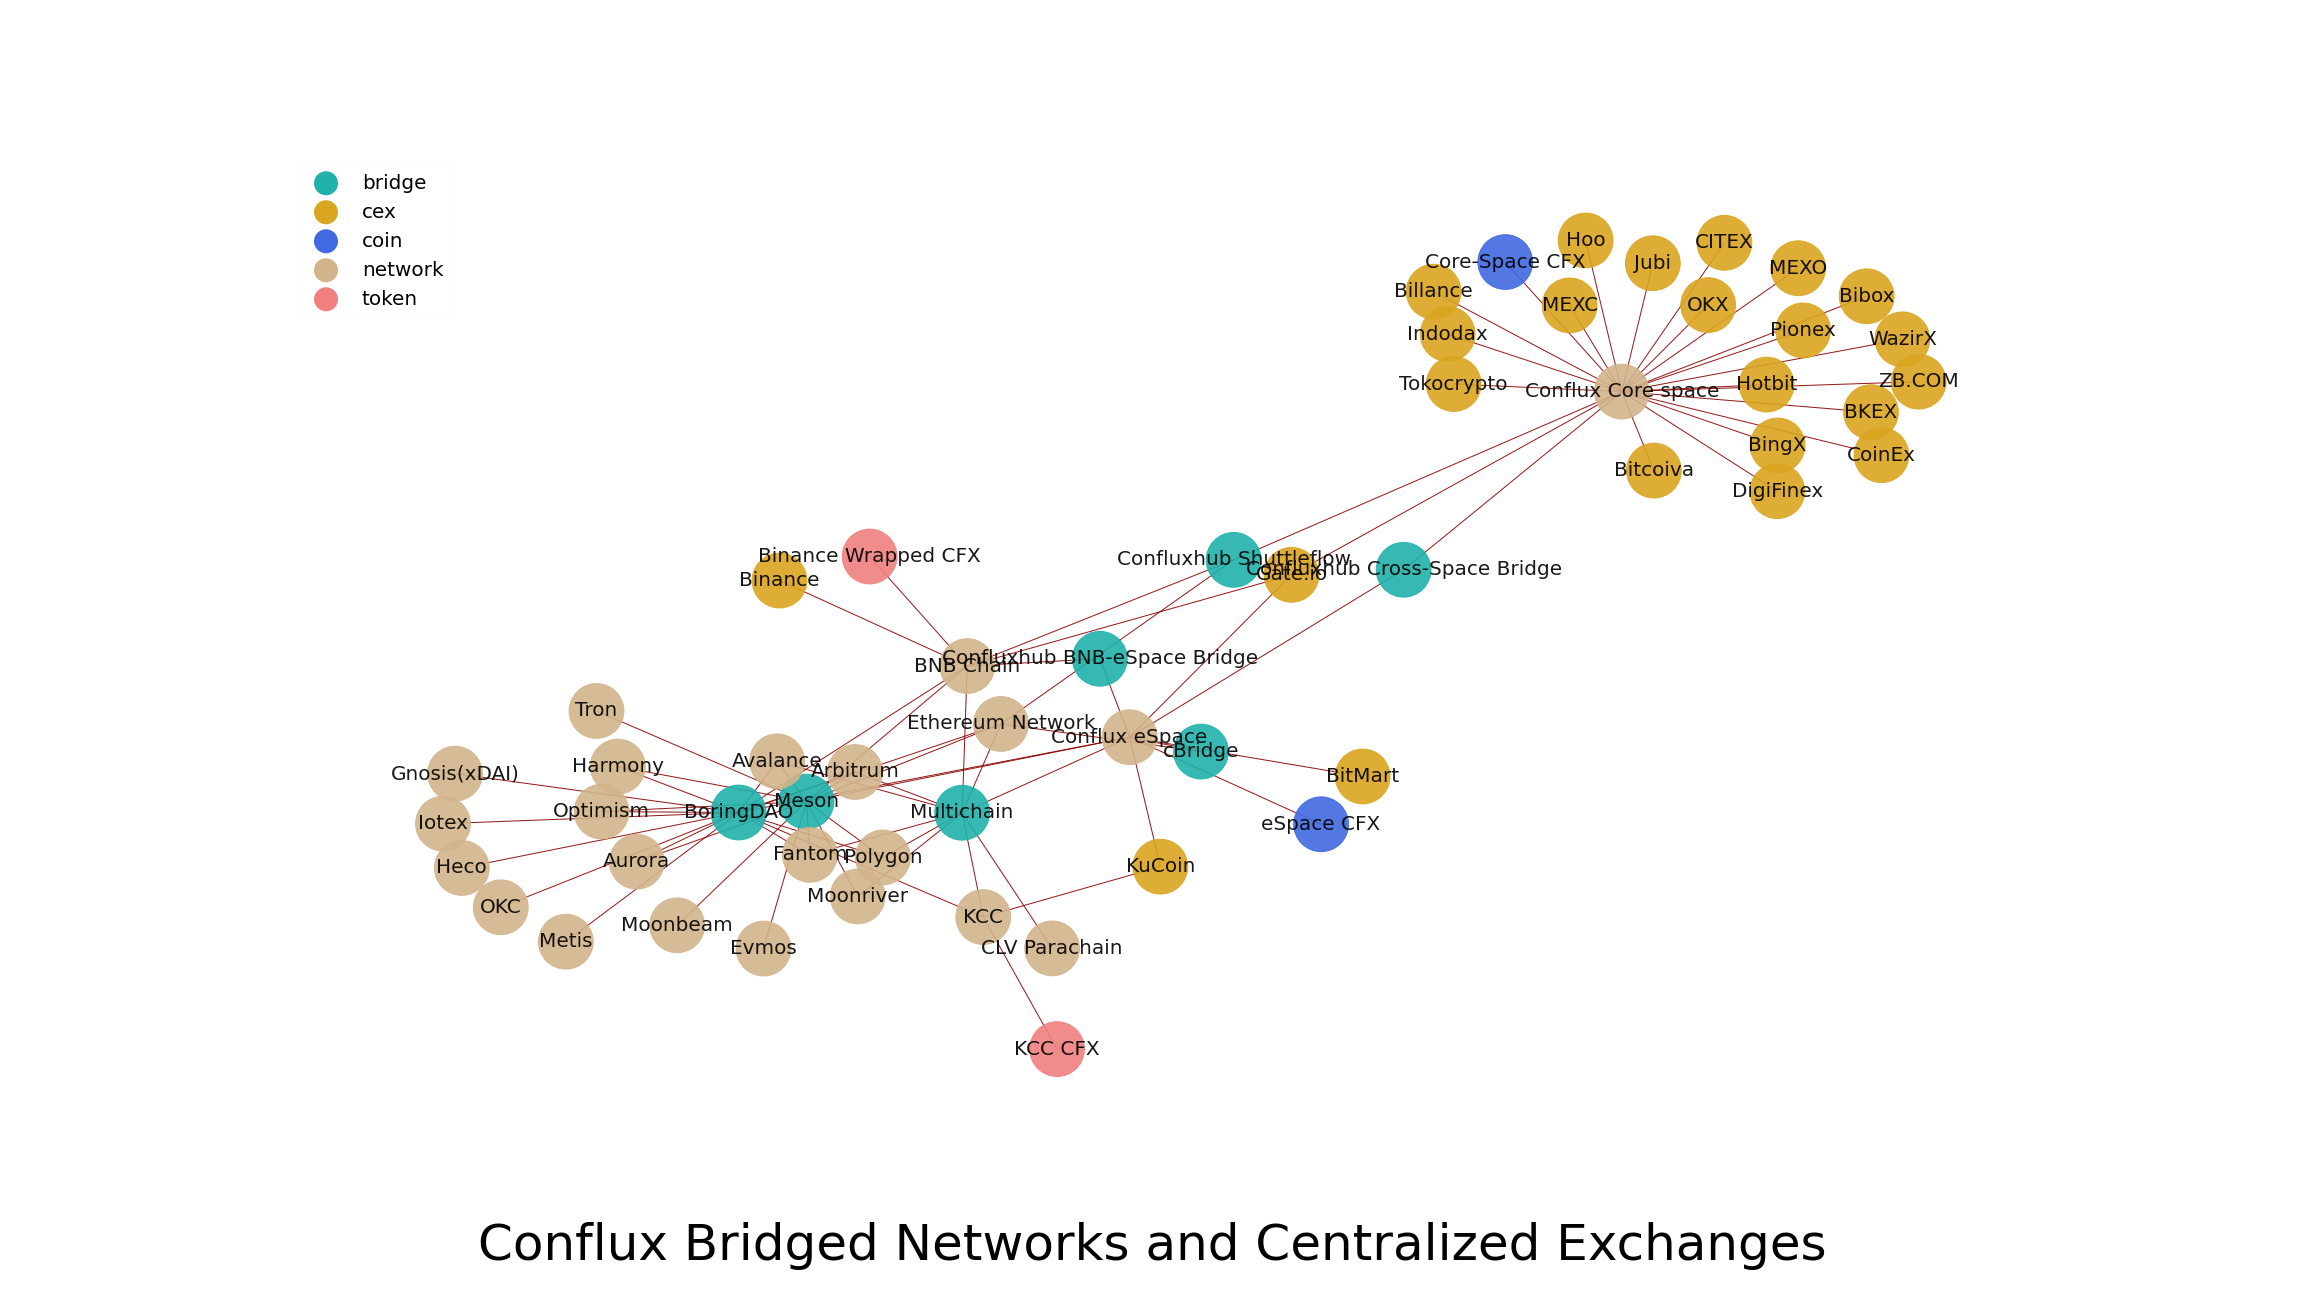 bridge
cex
coin
network
token
Hoo
CITEX
Core-Space CFX
Jubi
MEXO
Billance
MEXC
OKX
Bibox
Indodax
Pionex
WazirX
Tokocrypto
Conflux Core space
Hotbit
ZB.COM
BKEX
BingX
CoinEx
Bitcoiva
DigiFinex
Binance Wrapped CFX
Binance
Confluxhub Shuttleflow
Gate.io
Confluxhub Cross-Space Bridge
BNB Chain
Confluxhub BNB-eSpace Bridge
Tron
Ethereum Network
Conflux eSpace
cBridge
Gnosis(xDAI)
Harmony
Avalance
Arbitrum
BitMart
Iotex
Optimism
BoringDAO
Meson
Multichain
eSpace CFX
Heco
Aurora
Fantom
Polygon
KuCoin
OKC
Moonriver
Metis
Moonbeam
Evmos
KCC
CLV Parachain
KCC CFX
Conflux Bridged Networks and Centralized Exchanges